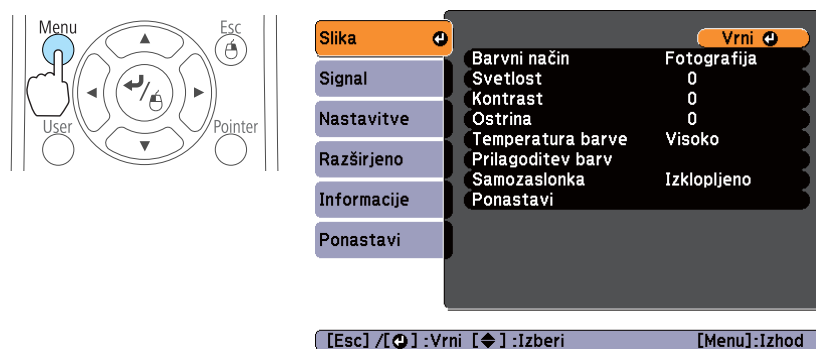 Menu
Esc
User
Pointer
Slika
Signal
Nastavitve
Razširjeno
Informacije
Ponastavi
Vrni
Barvni način Fotografija
Svetlost 0
Kontrast 0
Ostrina 0
Temperatura barve Visoko
Prilagoditev barv
Samozaslonka Izklopljeno
Ponastavi
[Esc] /[ ] :Vrni [ ] :Izberi [Menu]:Izhod